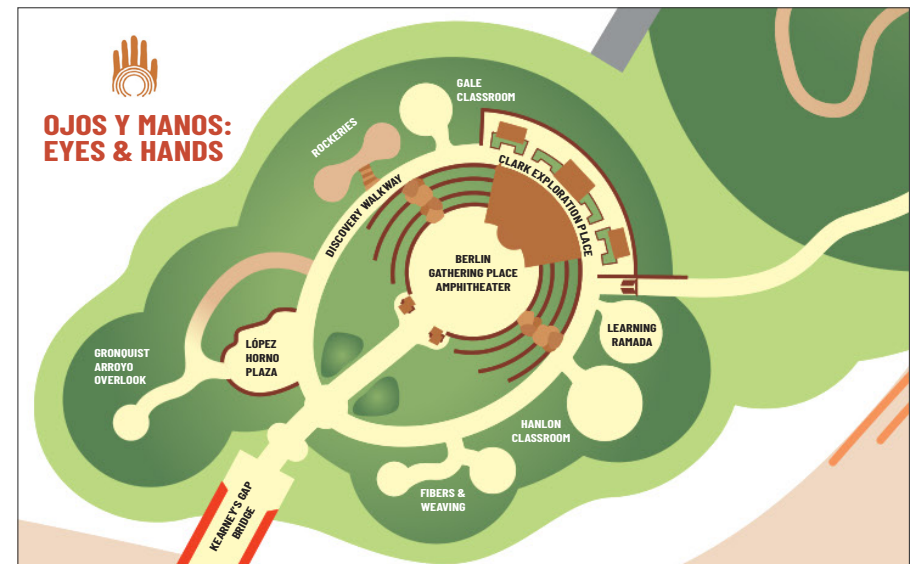 OJOS Y MANOS:
EYES & HANDS
GALE
CLASSROOM
ROCKERIES
CLARK EXPLORATION PLACE
DISCOVERY WALKWAY
BERLIN
GATHERING PLACE
AMPHITHEATER
LÓPEZ
HORNO
PLAZA
GRONQUIST
ARROYO
OVERLOOK
LEARNING
RAMADA
HANLON
CLASSROOM
FIBERS &
WEAVING
KEARNEY'S GAP
BRIDGE